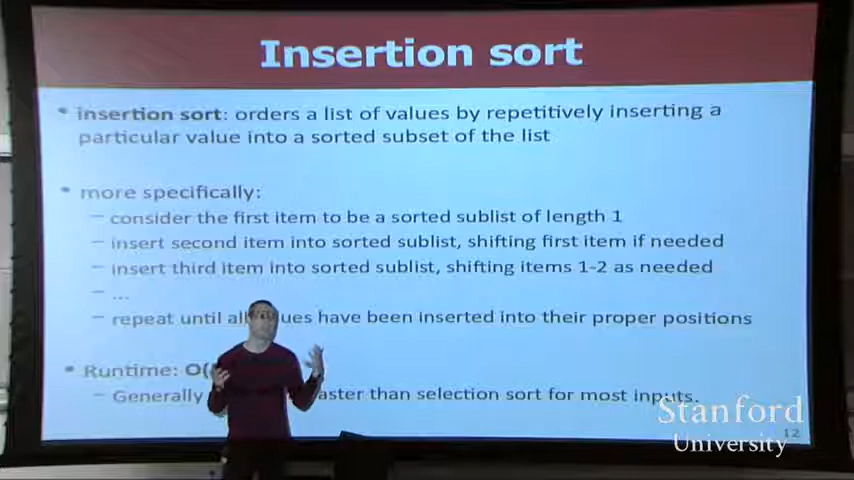 Insertion sort
• insertion sort: orders a list of values by repetitively inserting a
particular value into a sorted subset of the list
• more specifically:
– consider the first item to be a sorted sublist of length 1
– insert second item into sorted sublist, shifting first item if needed
– insert third item into sorted sublist, shifting items 1-2 as needed
– ...
– repeat until all ues have been inserted into their proper positions
• Runtime: O(
– Generally aster than selection sort for most inputs.
Stanford
University
12